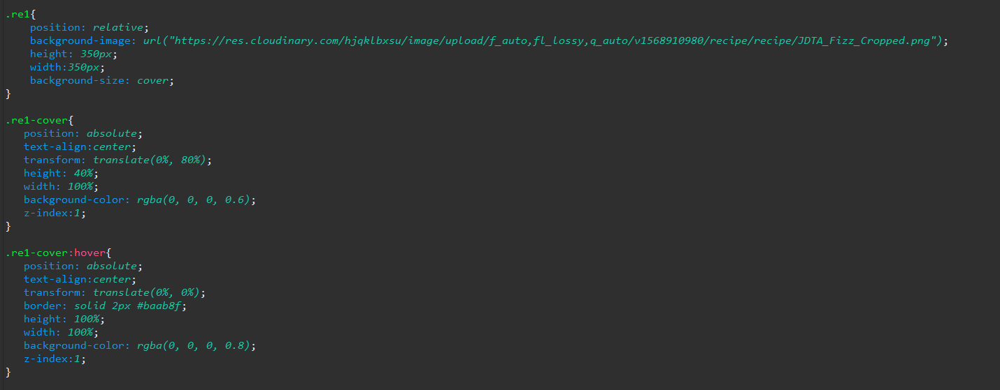 .re1{
position: relative;
background-image: url("https://res.cloudinary.com/hjqklbxsu/image/upload/f_auto,fl_lossy,q_auto/v1568910980/recipe/recipe/JDTA_Fizz_Cropped.png");
height: 350px;
width:350px;
background-size: cover;
}
.re1-cover{
position: absolute;
text-align:center;
transform: translate(0%, 80%);
height: 40%;
width: 100%;
background-color: rgba(0, 0, 0, 0.6);
z-index:1;
}
.re1-cover:hover{
position: absolute;
text-align:center;
transform: translate(0%, 0%);
border: solid 2px #baab8f;
height: 100%;
width: 100%;
background-color: rgba(0, 0, 0, 0.8);
z-index:1;
}